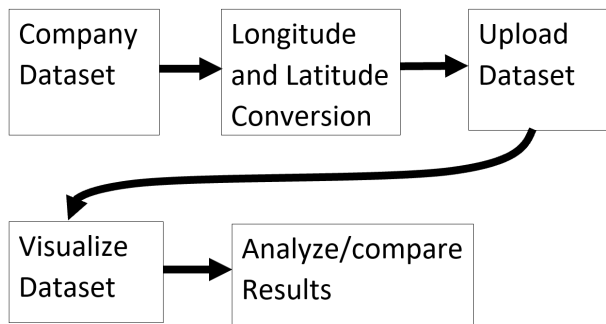 Company
Dataset
Longitude
and Latitude
Conversion
Upload
Dataset
Visualize
Dataset
Analyze/compare
Results